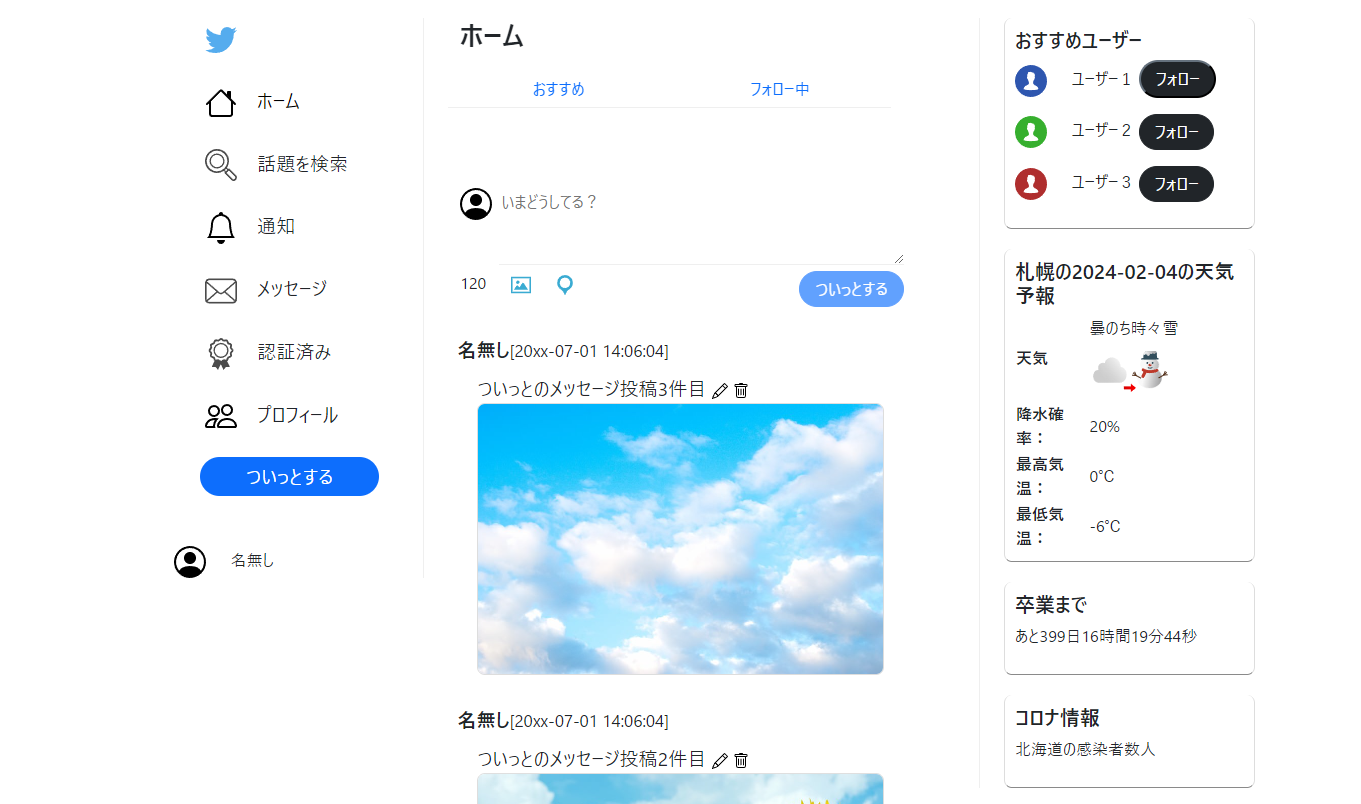 ホーム
話題を検索
通知
メッセージ
認証済み
プロフィール
ついっとする
名無し
ホーム
おすすめ
フォロー中
いまどうしてる？
120
ついっとする
名無し[20xx-07-01 14:06:04]
ついっとのメッセージ投稿3件目
名無し[20xx-07-01 14:06:04]
ついっとのメッセージ投稿2件目
おすすめユーザー
ユーザー１ フォロー
ユーザー２ フォロー
ユーザー３ フォロー
札幌の2024-02-04の天気
予報
曇のち時々雪
天気
降水確
率：
20%
最高気
温：
0°C
最低気
温：
-6°C
卒業まで
あと399日16時間19分44秒
コロナ情報
北海道の感染者数人